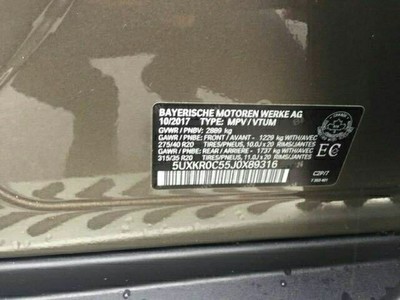 BAYERISCHE MOTOREN WERKE AG
10/2017 TYPE: MPV / VTUM
GVWR / PNBV: 2889 kg
GAWR/PNBE: FRONT / AVANT - 1229 kg WITH/AVEC
275/40 R20 TIRES/PNEUS, 10.0J x 20 RIMS/JANTES
GAWR/PNBE: REAR / ARRIERE - 1737 kg WITH/AVEC
315/35 R20 TIRES/PNEUS, 11.0J x 20 RIMS/JANTES
5UXKR0C55J0X89316
EC